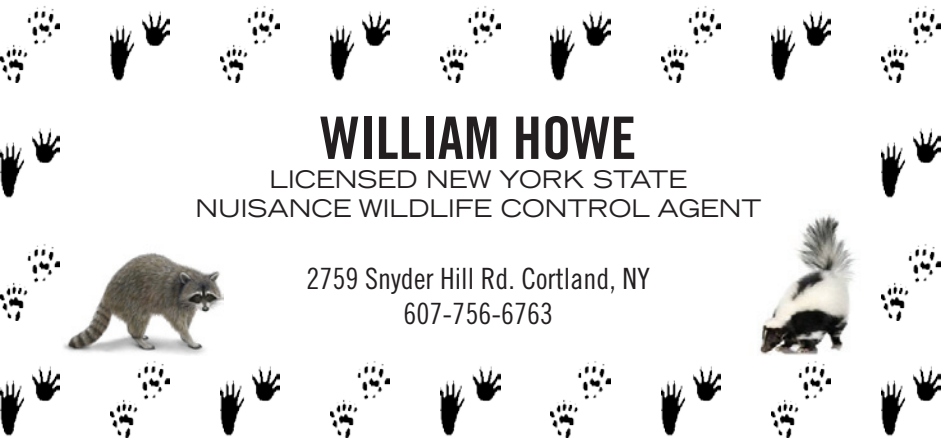 WILLIAM HOWE
LICENSED NEW YORK STATE
NUISANCE WILDLIFE CONTROL AGENT
2759 Snyder Hill Rd. Cortland, NY
607-756-6763